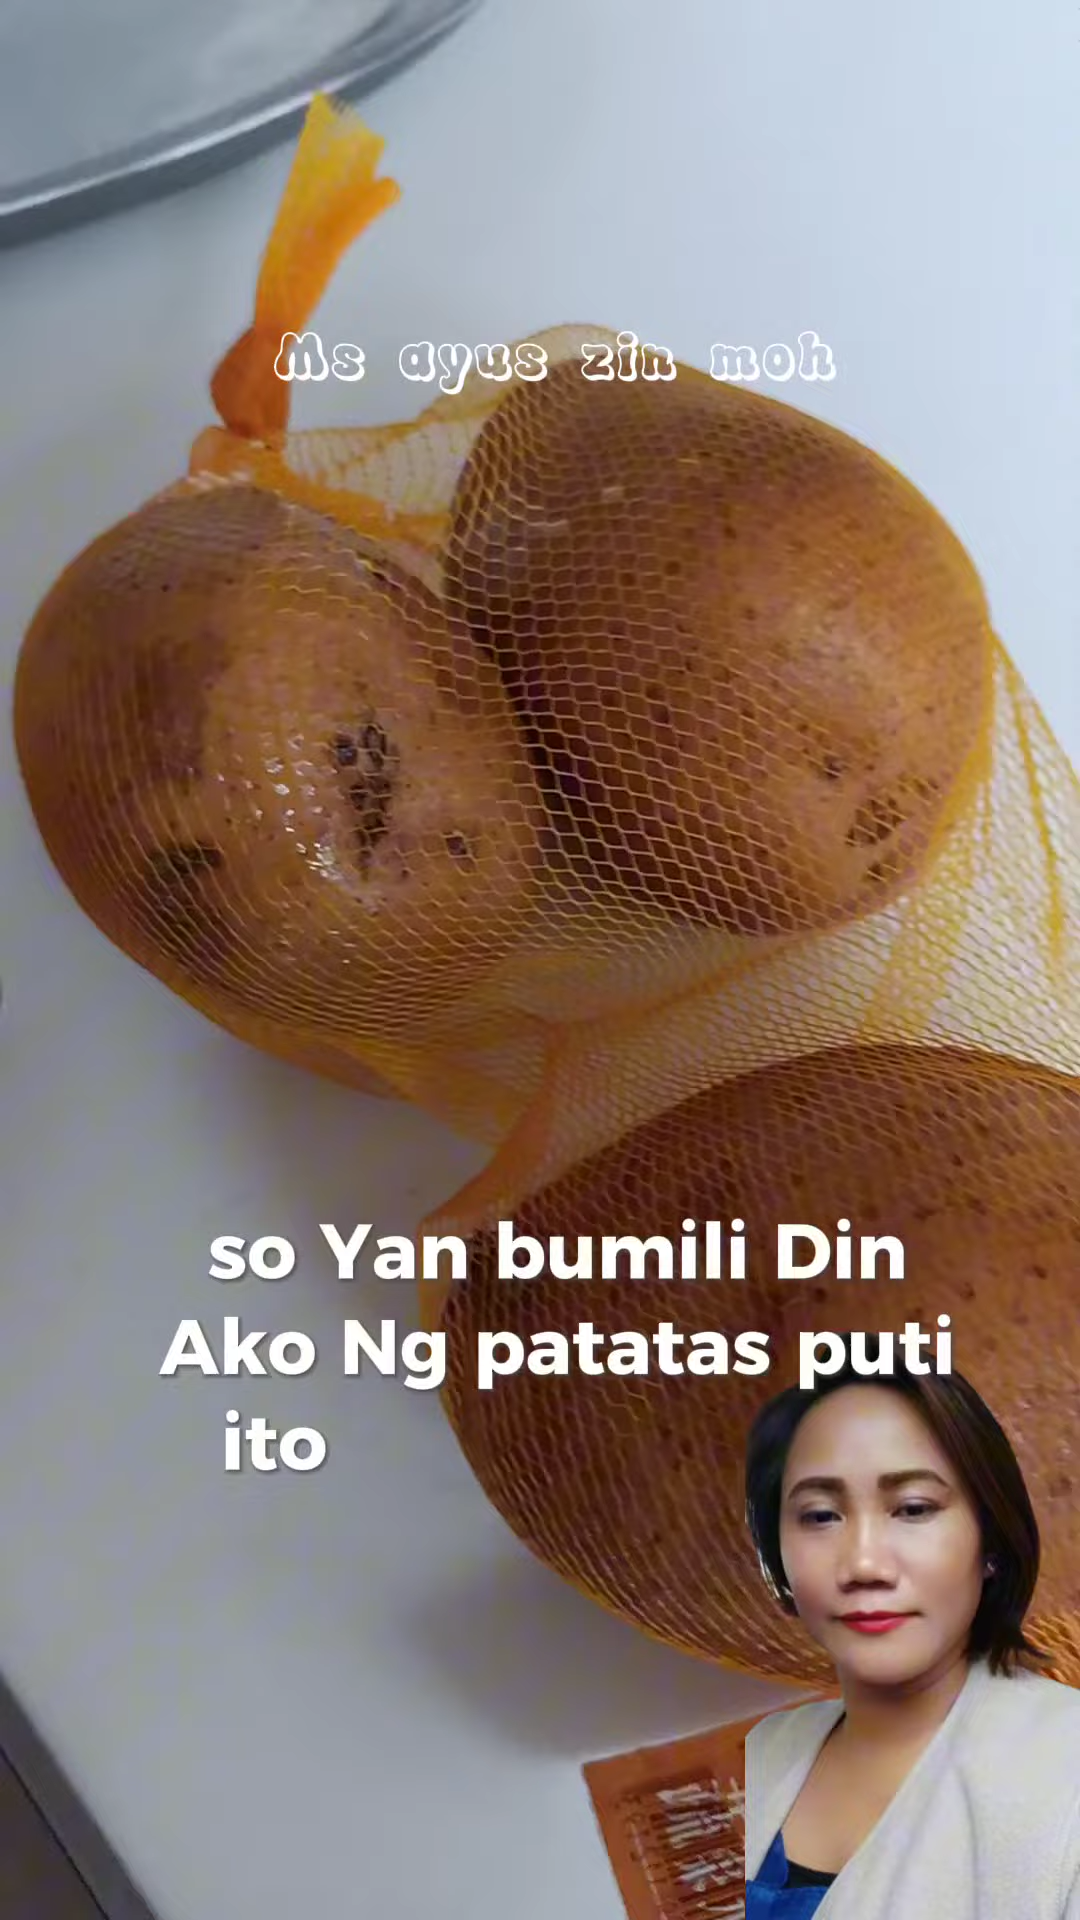 Ms ayus zin moh
so Yan bumili Din
Ako Ng patatas puti
ito